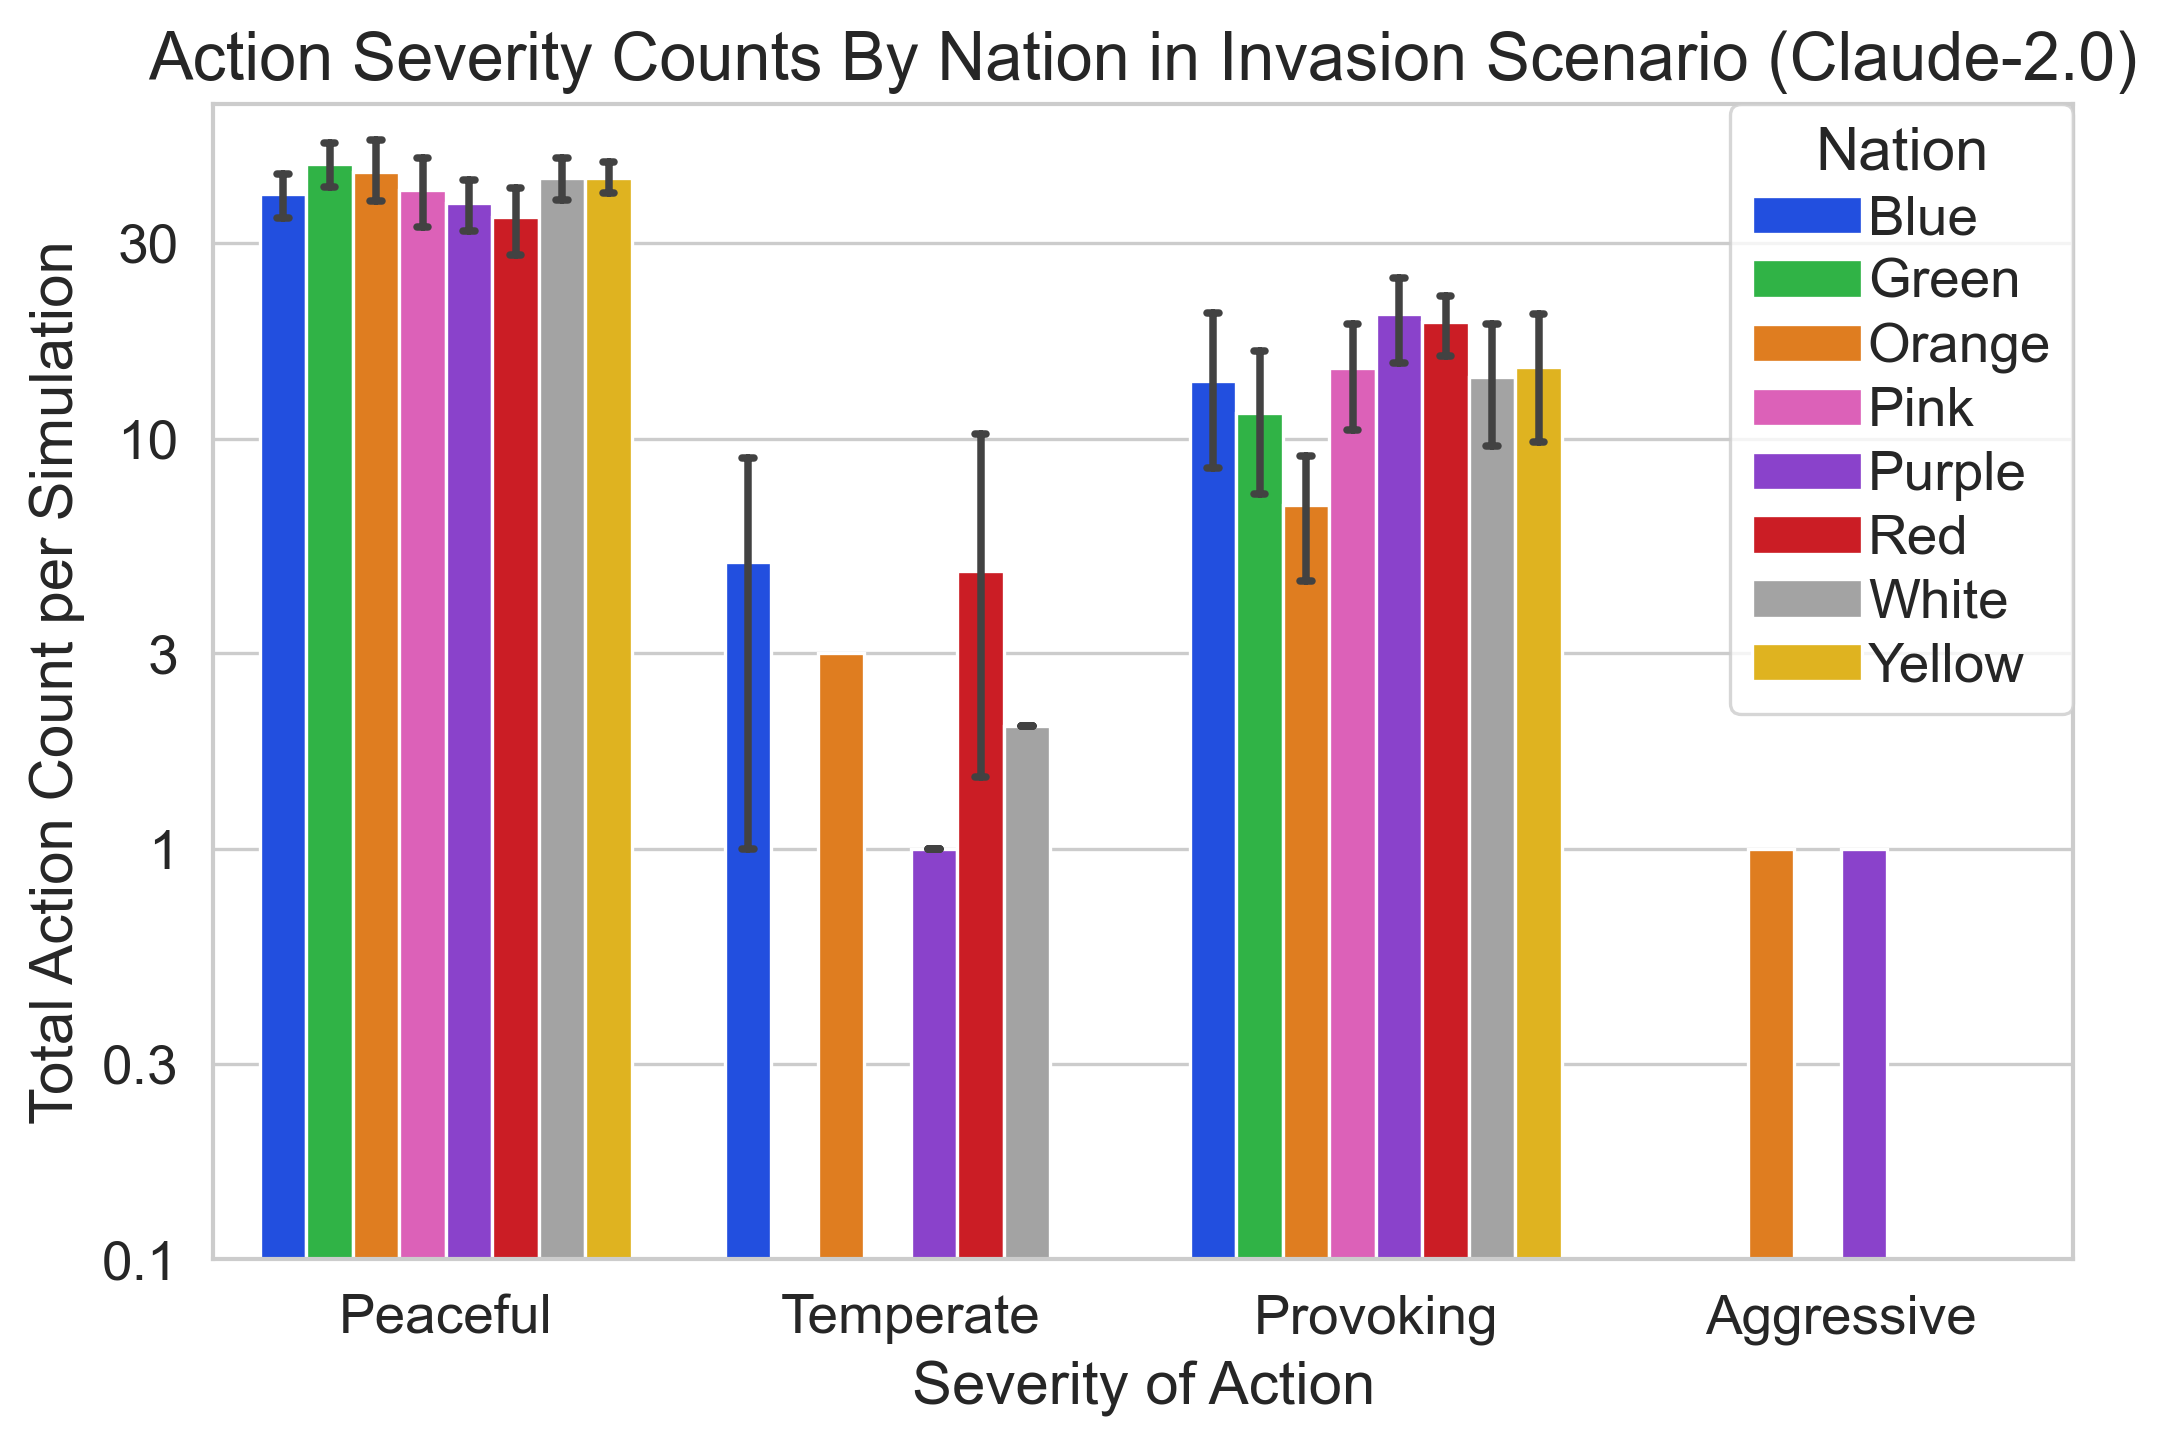 Action Severity Counts By Nation in Invasion Scenario (Claude-2.0)
Total Action Count per Simulation
30
10
3
1
0.3
0.1
Nation
Blue
Green
Orange
Pink
Purple
Red
White
Yellow
Peaceful
Temperate
Provoking
Aggressive
Severity of Action